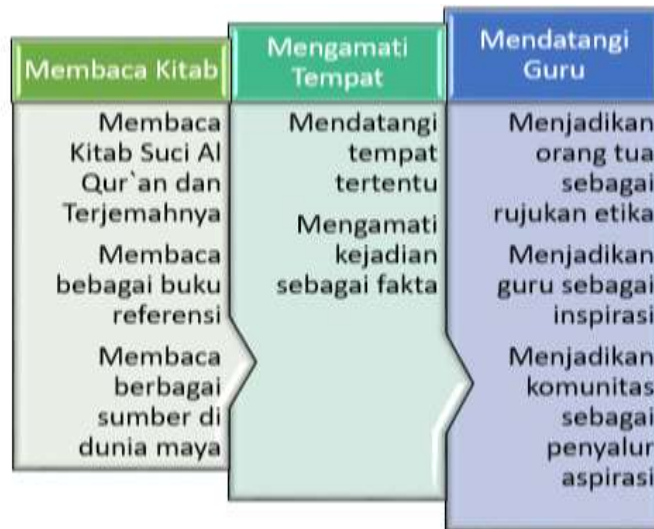 Membaca Kitab
Membaca
Kitab Suci Al
Qur`an dan
Terjemahnya
Membaca
bebagai buku
referensi
Membaca
berbagai
sumber di
dunia maya
Mengamati
Tempat
Mendatangi
tempat
tertentu
Mengamati
kejadian
sebagai fakta
Mendatangi
Guru
Menjadikan
orang tua
sebagai
rujukan etika
Menjadikan
guru sebagai
inspirasi
Menjadikan
komunitas
sebagai
penyalur
aspirasi